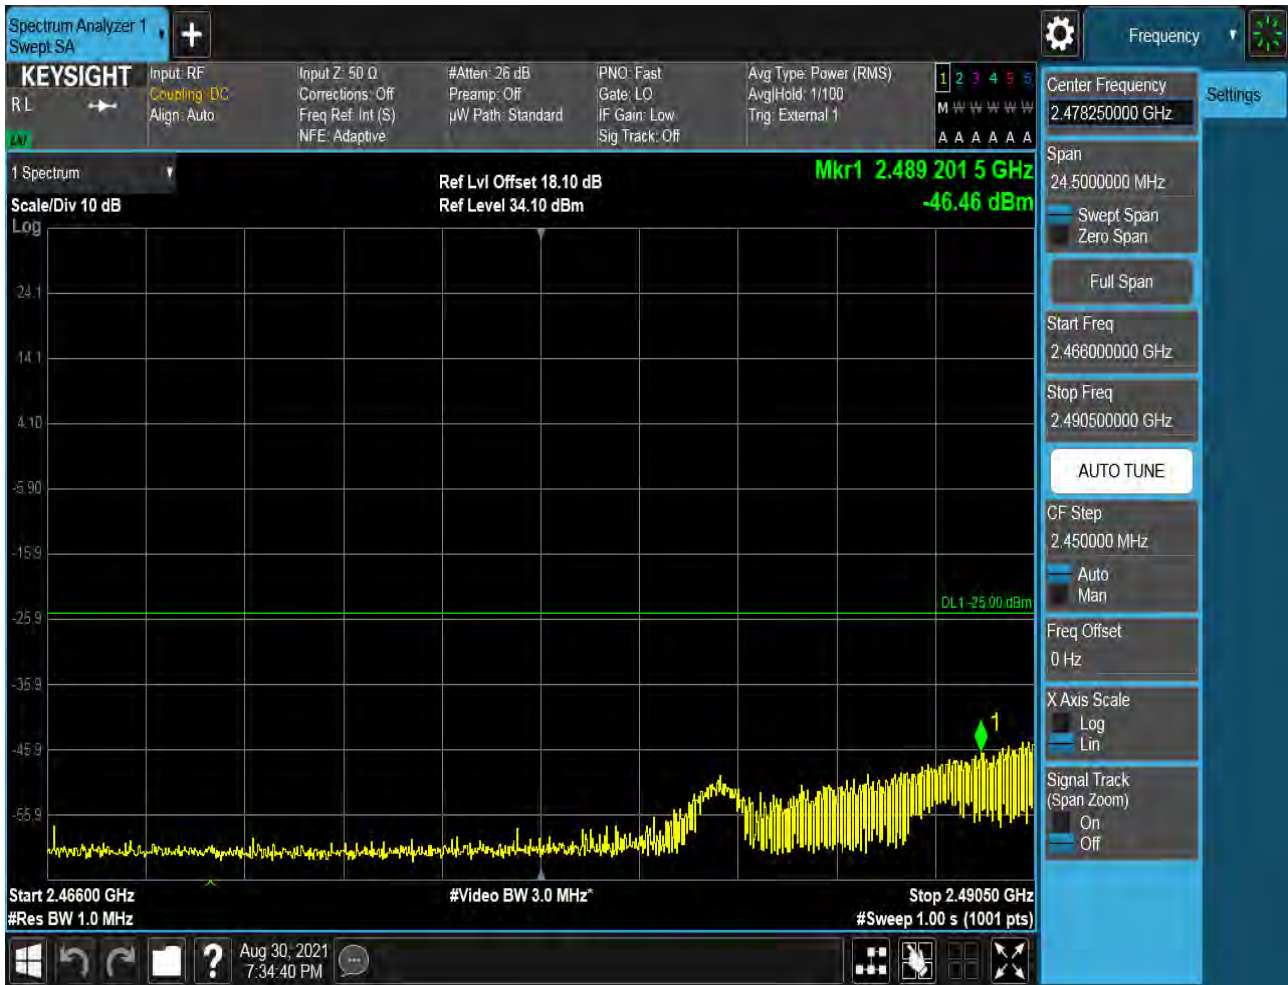 Spectrum Analyzer 1
Swept SA
Frequency
KEYSIGHT
R L
LXI
Input: RF
Coupling: DC
Align: Auto
Input Z: 50 Ω
Corrections: Off
Freq Ref: Int (S)
NFE: Adaptive
#Atten: 26 dB
Preamp: Off
µW Path: Standard
PNO: Fast
Gate: LO
IF Gain: Low
Sig Track: Off
Avg Type: Power (RMS)
Avg|Hold: 1/100
Trig: External 1
1 2 3 4 5 6
M W W W W W
A A A A A A
1 Spectrum
Scale/Div 10 dB
Log
Ref Lvl Offset 18.10 dB
Ref Level 34.10 dBm
Mkr1 2.489 201 5 GHz
-46.46 dBm
24.1
14.1
4.10
-5.90
-15.9
DL1 -25.00 dBm
-25.9
-35.9
1
-45.9
-55.9
Start 2.46600 GHz
#Video BW 3.0 MHz*
Stop 2.49050 GHz
#Res BW 1.0 MHz
#Sweep 1.00 s (1001 pts)
Center Frequency
2.478250000 GHz
Settings
Span
24.5000000 MHz
Swept Span
Zero Span
Full Span
Start Freq
2.466000000 GHz
Stop Freq
2.490500000 GHz
AUTO TUNE
CF Step
2.450000 MHz
Auto
Man
Freq Offset
0 Hz
X Axis Scale
Log
Lin
Signal Track
(Span Zoom)
On
Off
?
Aug 30, 2021
7:34:40 PM